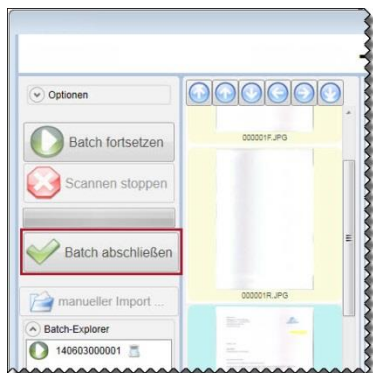 Optionen
Batch fortsetzen
Scannen stoppen
Batch abschließen
manueller Import ...
Batch-Explorer
140603000001
000001F.JPG
000001R.JPG